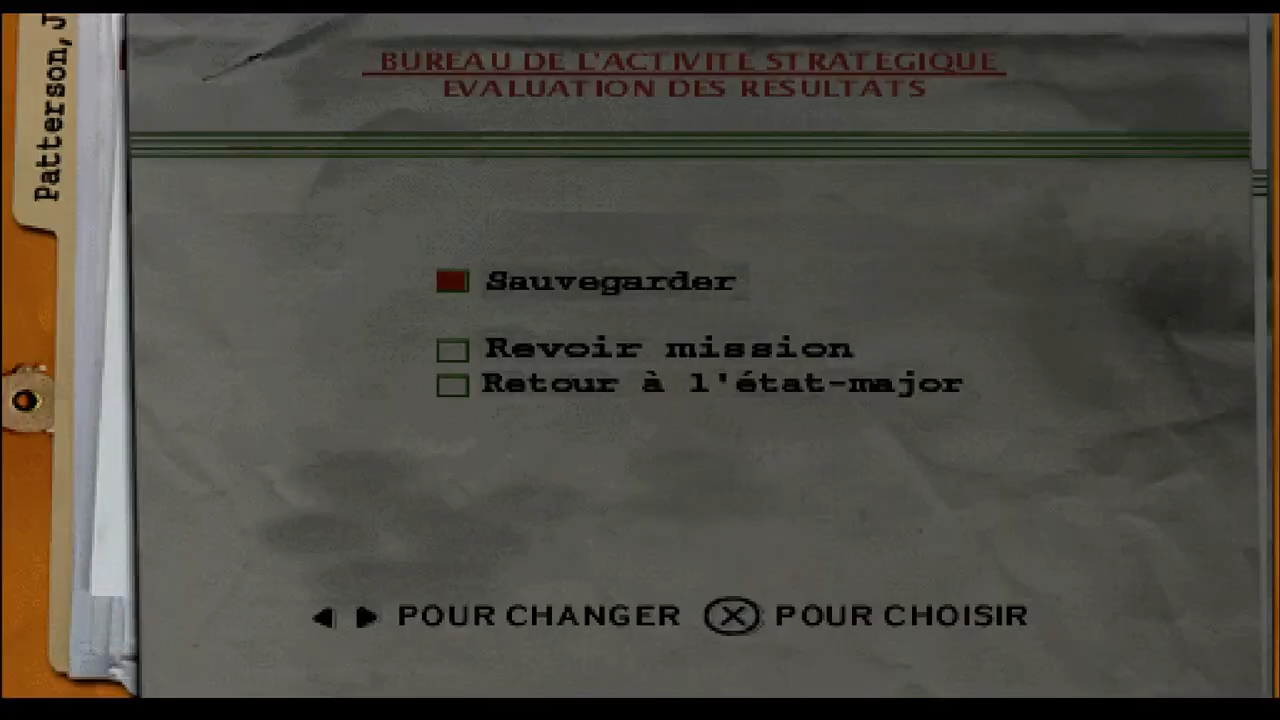 Patterson, J
BUREAU DE L'ACTIVITE STRATEGIQUE
EVALUATION DES RESULTATS
Sauvegarder
Revoir mission
Retour à l'état-major
POUR CHANGER X POUR CHOISIR